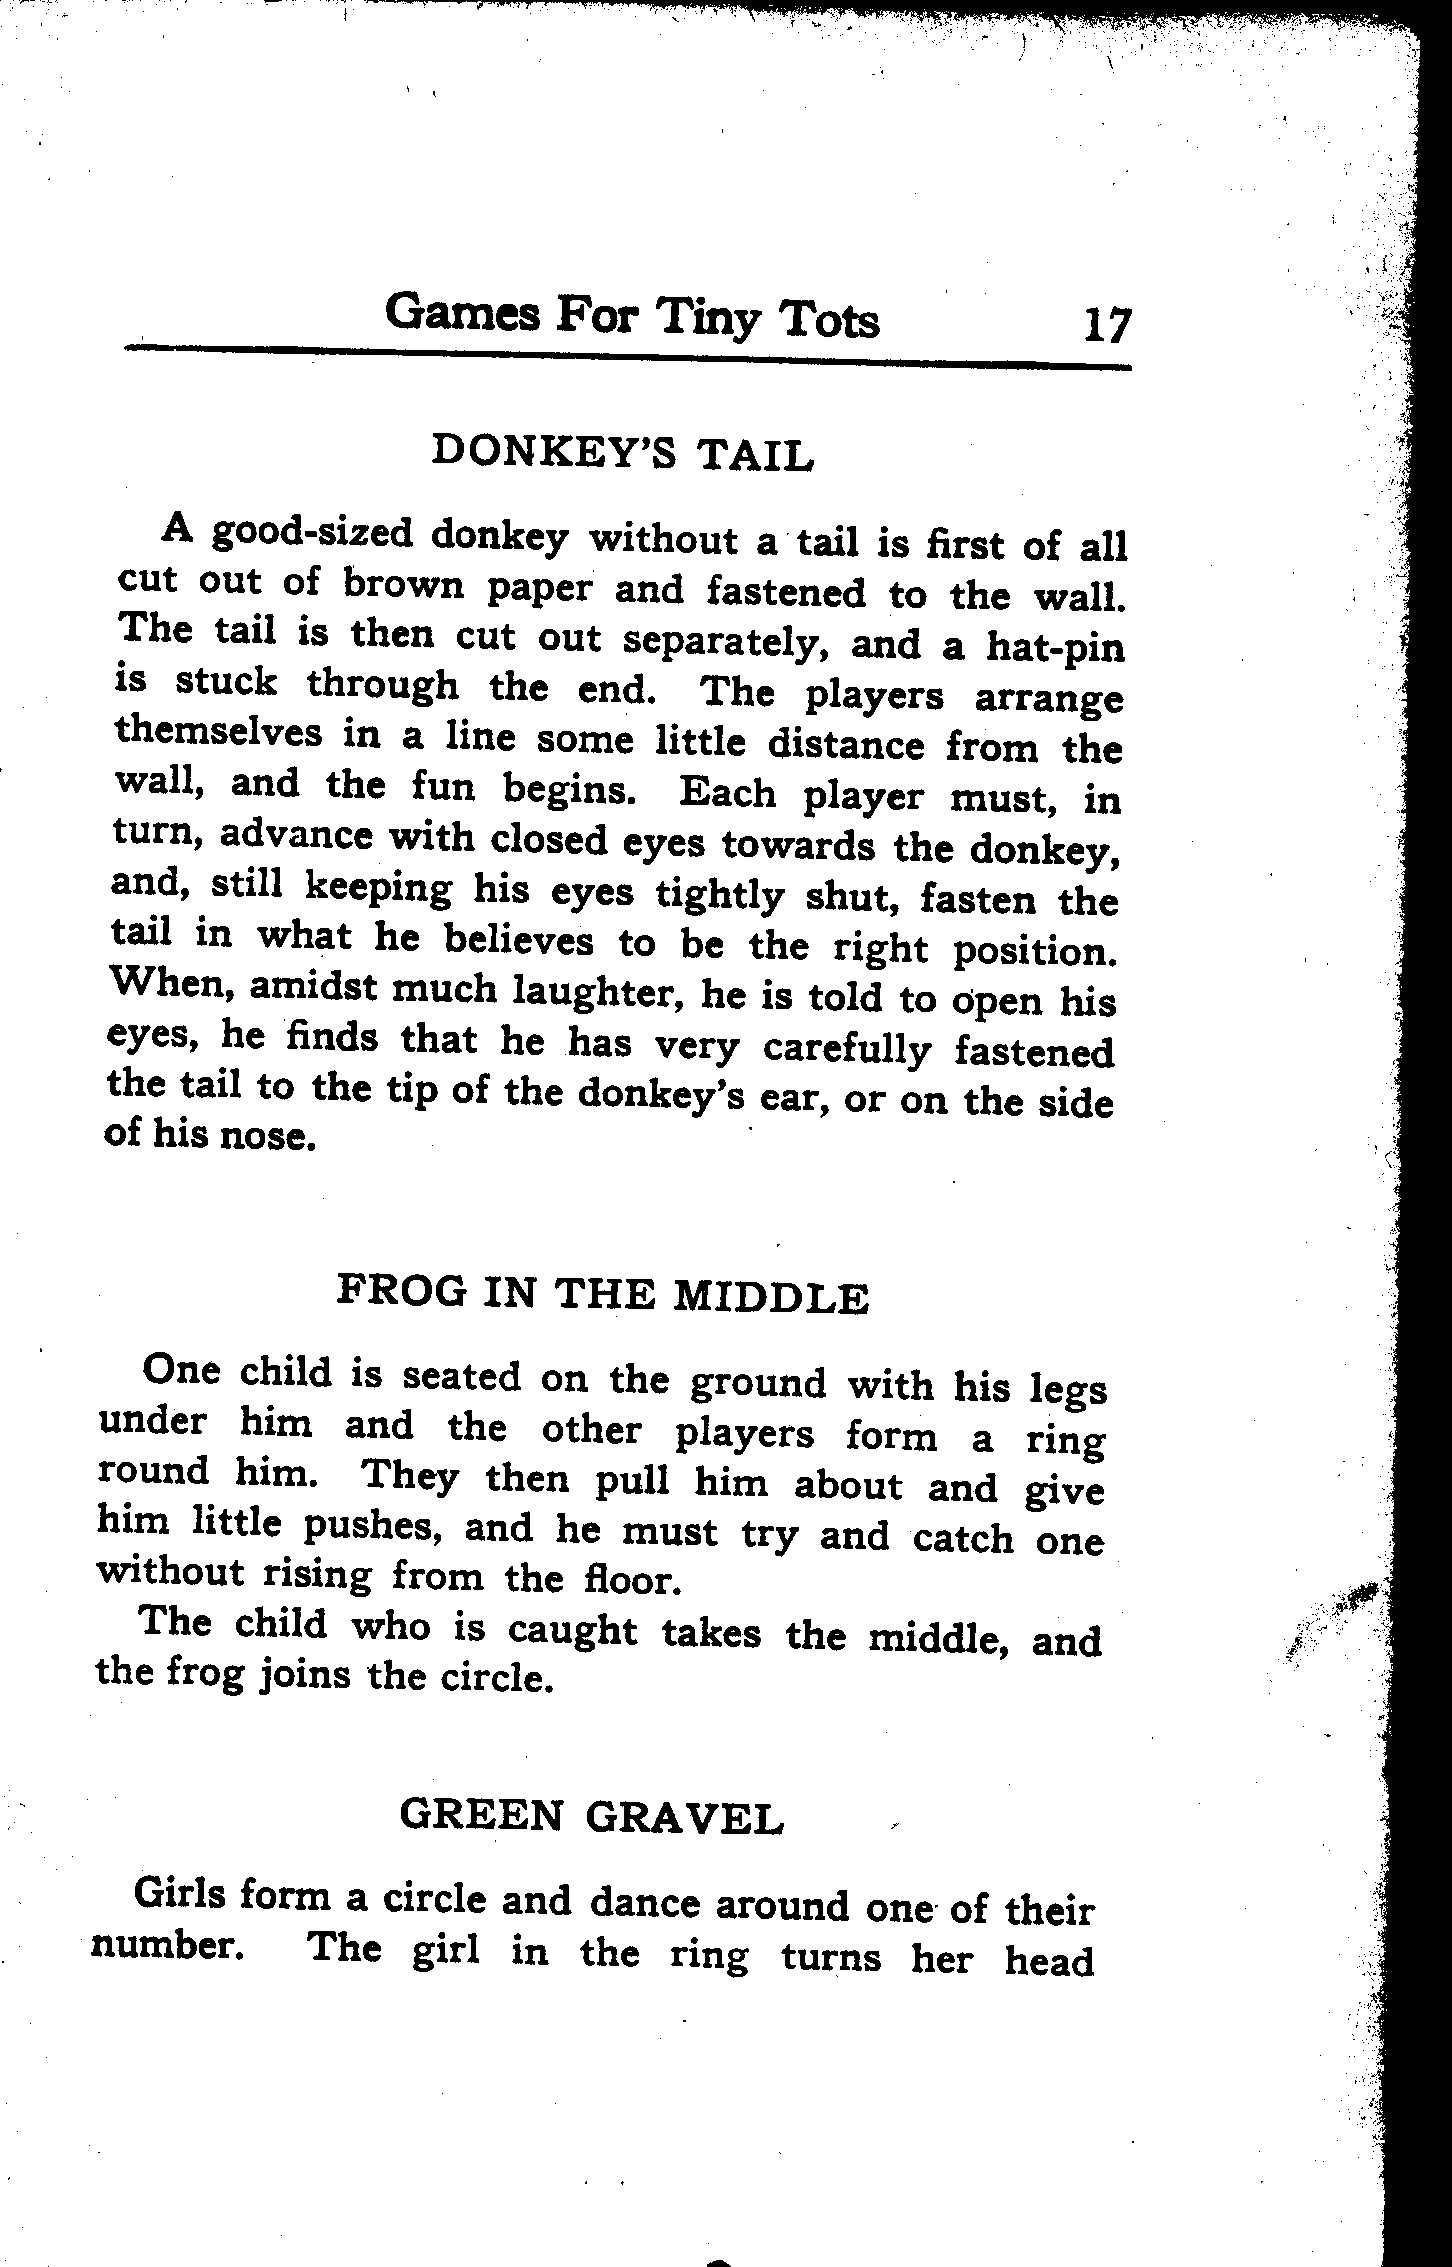 Games For Tiny Tots 17
DONKEY'S TAIL
A good-sized donkey without a tail is first of all
cut out of brown paper and fastened to the wall.
The tail is then cut out separately, and a hat-pin
is stuck through the end. The players arrange
themselves in a line some little distance from the
wall, and the fun begins. Each player must, in
turn, advance with closed eyes towards the donkey,
and, still keeping his eyes tightly shut, fasten the
tail in what he believes to be the right position.
When, amidst much laughter, he is told to open his
eyes, he finds that he has very carefully fastened
the tail to the tip of the donkey's ear, or on the side
of his nose.
FROG IN THE MIDDLE
One child is seated on the ground with his legs
under him and the other players form a ring
round him. They then pull him about and give
him little pushes, and he must try and catch one
without rising from the floor.
The child who is caught takes the middle, and
the frog joins the circle.
GREEN GRAVEL
Girls form a circle and dance around one of their
number. The girl in the ring turns her head